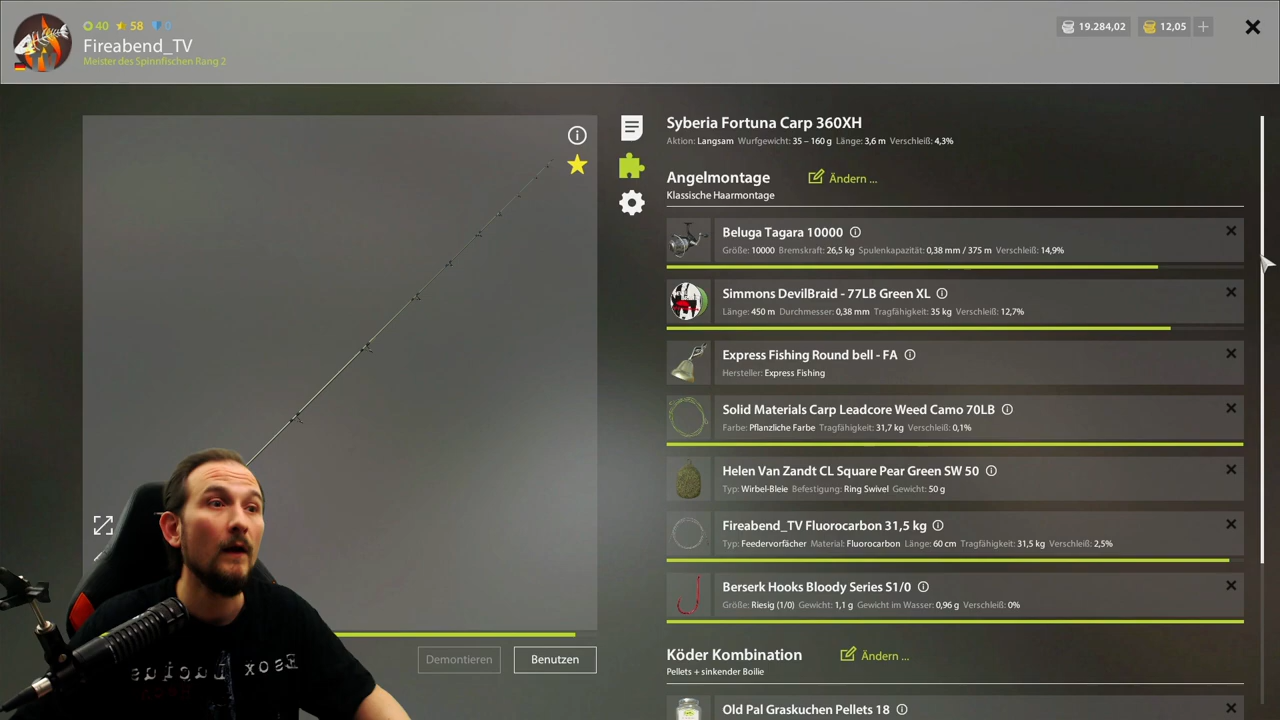 40 58 0
Fireabend_TV
Meister des Spinnfischen Rang 2
19.284,02 12,05
Syberia Fortuna Carp 360XH
Aktion: Langsam Wurfgewicht: 35 – 160 g Länge: 3,6 m Verschleiß: 4,3%
Angelmontage Ändern ...
Klassische Haarmontage
Beluga Tagara 10000
Größe: 10000 Bremskraft: 26,5 kg Spulenkapazität: 0,38 mm / 375 m Verschleiß: 14,9%
Simmons DevilBraid - 77LB Green XL
Länge: 450 m Durchmesser: 0,38 mm Tragfähigkeit: 35 kg Verschleiß: 12,7%
Express Fishing Round bell - FA
Hersteller: Express Fishing
Solid Materials Carp Leadcore Weed Camo 70LB
Farbe: Pflanzliche Farbe Tragfähigkeit: 31,7 kg Verschleiß: 0,1%
Helen Van Zandt CL Square Pear Green SW 50
Typ: Wirbel-Bleie Befestigung: Ring Swivel Gewicht: 50 g
Fireabend_TV Fluorocarbon 31,5 kg
Typ: Feedervorfächer Material: Fluorocarbon Länge: 60 cm Tragfähigkeit: 31,5 kg Verschleiß: 2,5%
Berserk Hooks Bloody Series S1/0
Größe: Riesig (1/0) Gewicht: 1,1 g Gewicht im Wasser: 0,96 g Verschleiß: 0%
Köder Kombination Ändern ...
Pellets + sinkender Boilie
Old Pal Graskuchen Pellets 18
Demontieren Benutzen
Esox Lucius